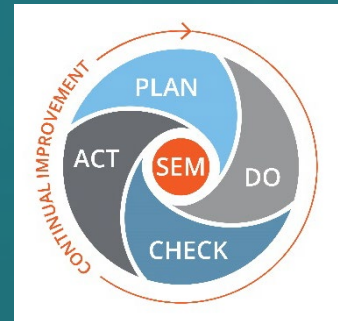 CONTINUAL IMPROVEMENT
PLAN
DO
CHECK
ACT
SEM